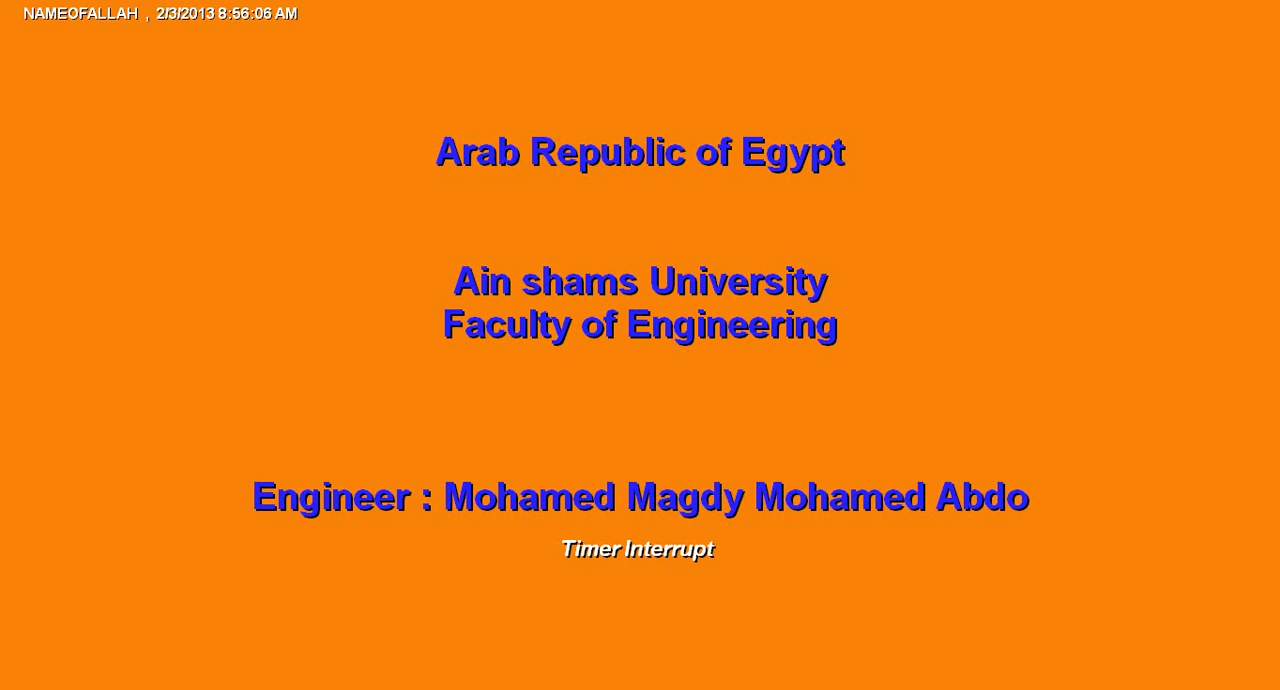 NAMEOFALLAH , 2/3/2013 8:56:06 AM
Arab Republic of Egypt
Ain shams University
Faculty of Engineering
Engineer : Mohamed Magdy Mohamed Abdo
Timer Interrupt